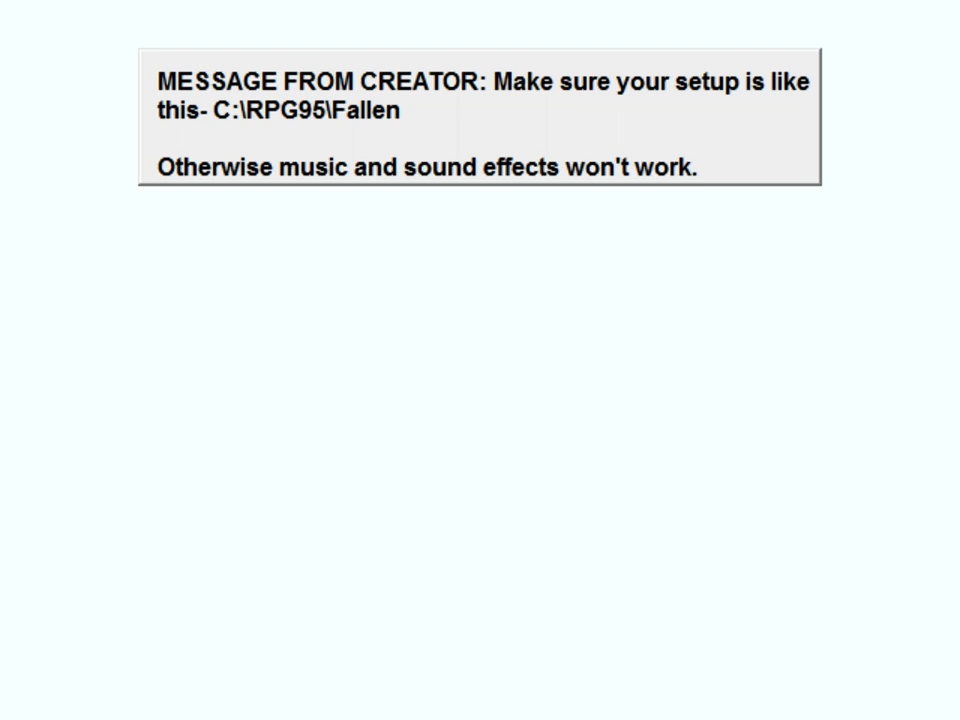 MESSAGE FROM CREATOR: Make sure your setup is like
this- C:\RPG95\Fallen
Otherwise music and sound effects won't work.